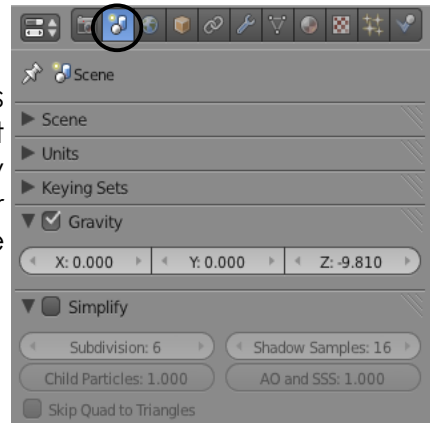 Scene
Scene
Units
Keying Sets
Gravity
X: 0.000 Y: 0.000 Z: -9.810
Simplify
Subdivision: 6 Shadow Samples: 16
Child Particles: 1.000 AO and SSS: 1.000
Skip Quad to Triangles